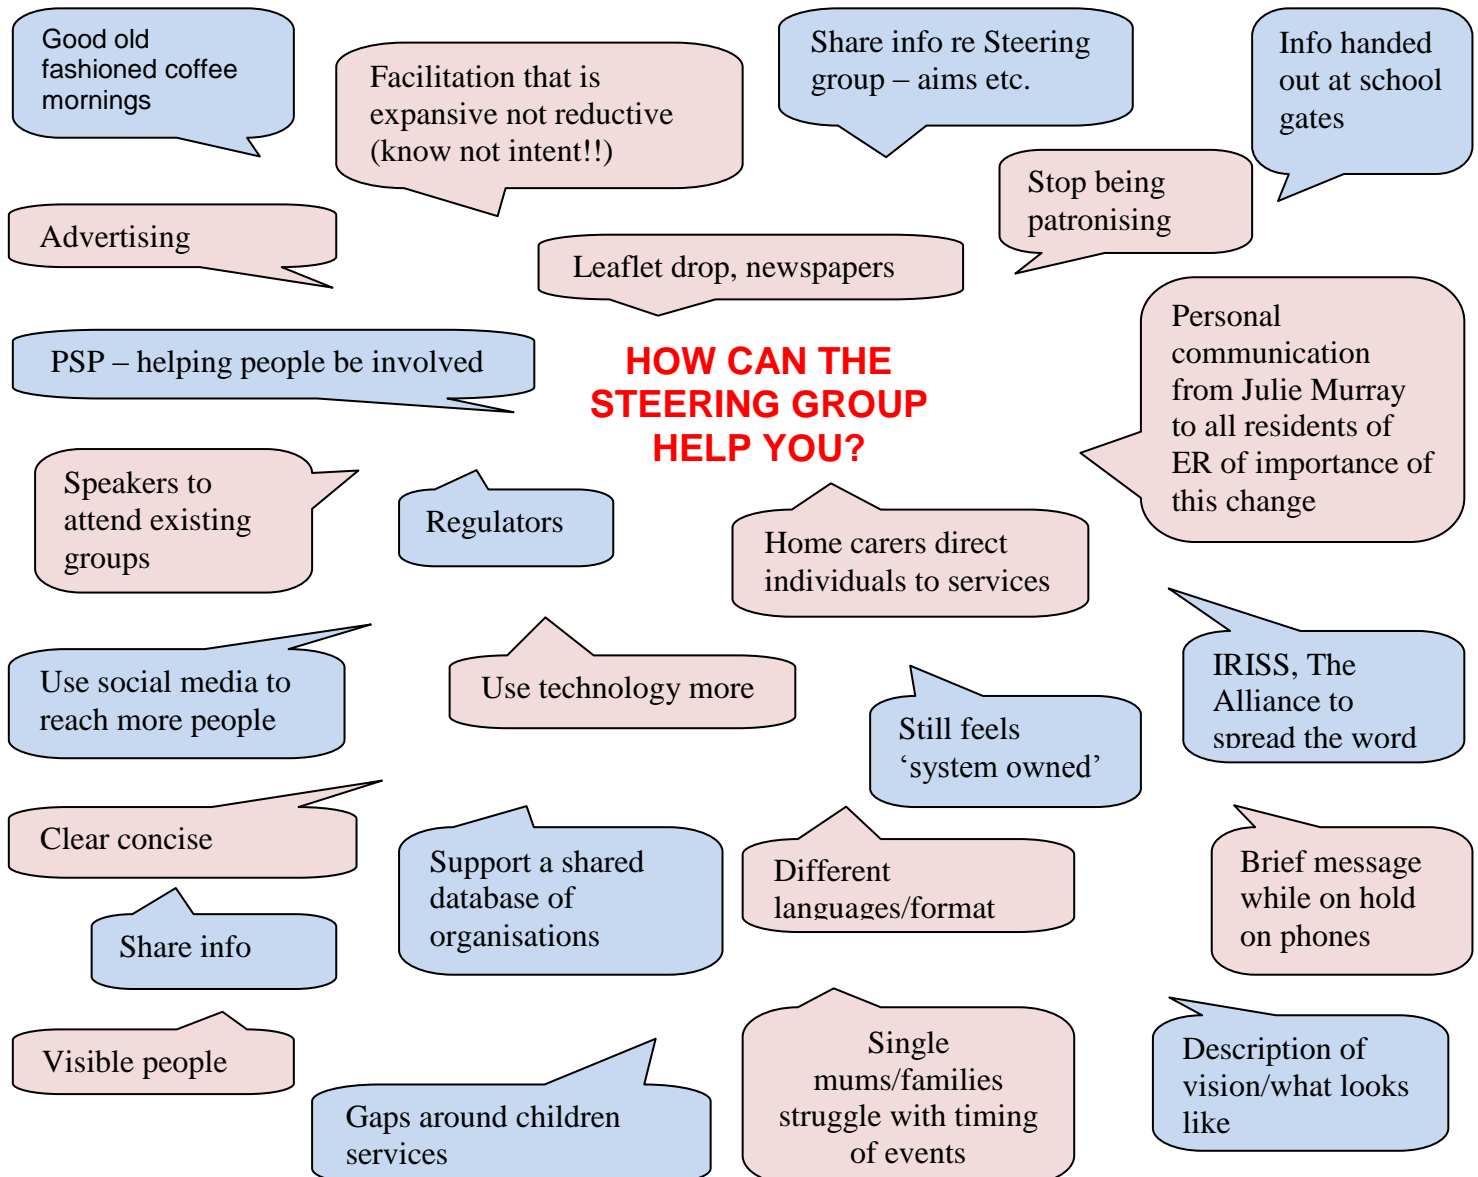 Good old
fashioned coffee
mornings
Facilitation that is
expansive not reductive
(know not intent!!)
Share info re Steering
group – aims etc.
Info handed
out at school
gates
Stop being
patronising
Advertising
Leaflet drop, newspapers
Personal
communication
from Julie Murray
to all residents of
ER of importance of
this change
PSP – helping people be involved
HOW CAN THE
STEERING GROUP
HELP YOU?
Speakers to
attend existing
groups
Regulators
Home carers direct
individuals to services
Use social media to
reach more people
Use technology more
Still feels
‘system owned’
IRISS, The
Alliance to
spread the word
Clear concise
Support a shared
database of
organisations
Different
languages/format
Brief message
while on hold
on phones
Share info
Visible people
Gaps around children
services
Single
mums/families
struggle with timing
of events
Description of
vision/what looks
like